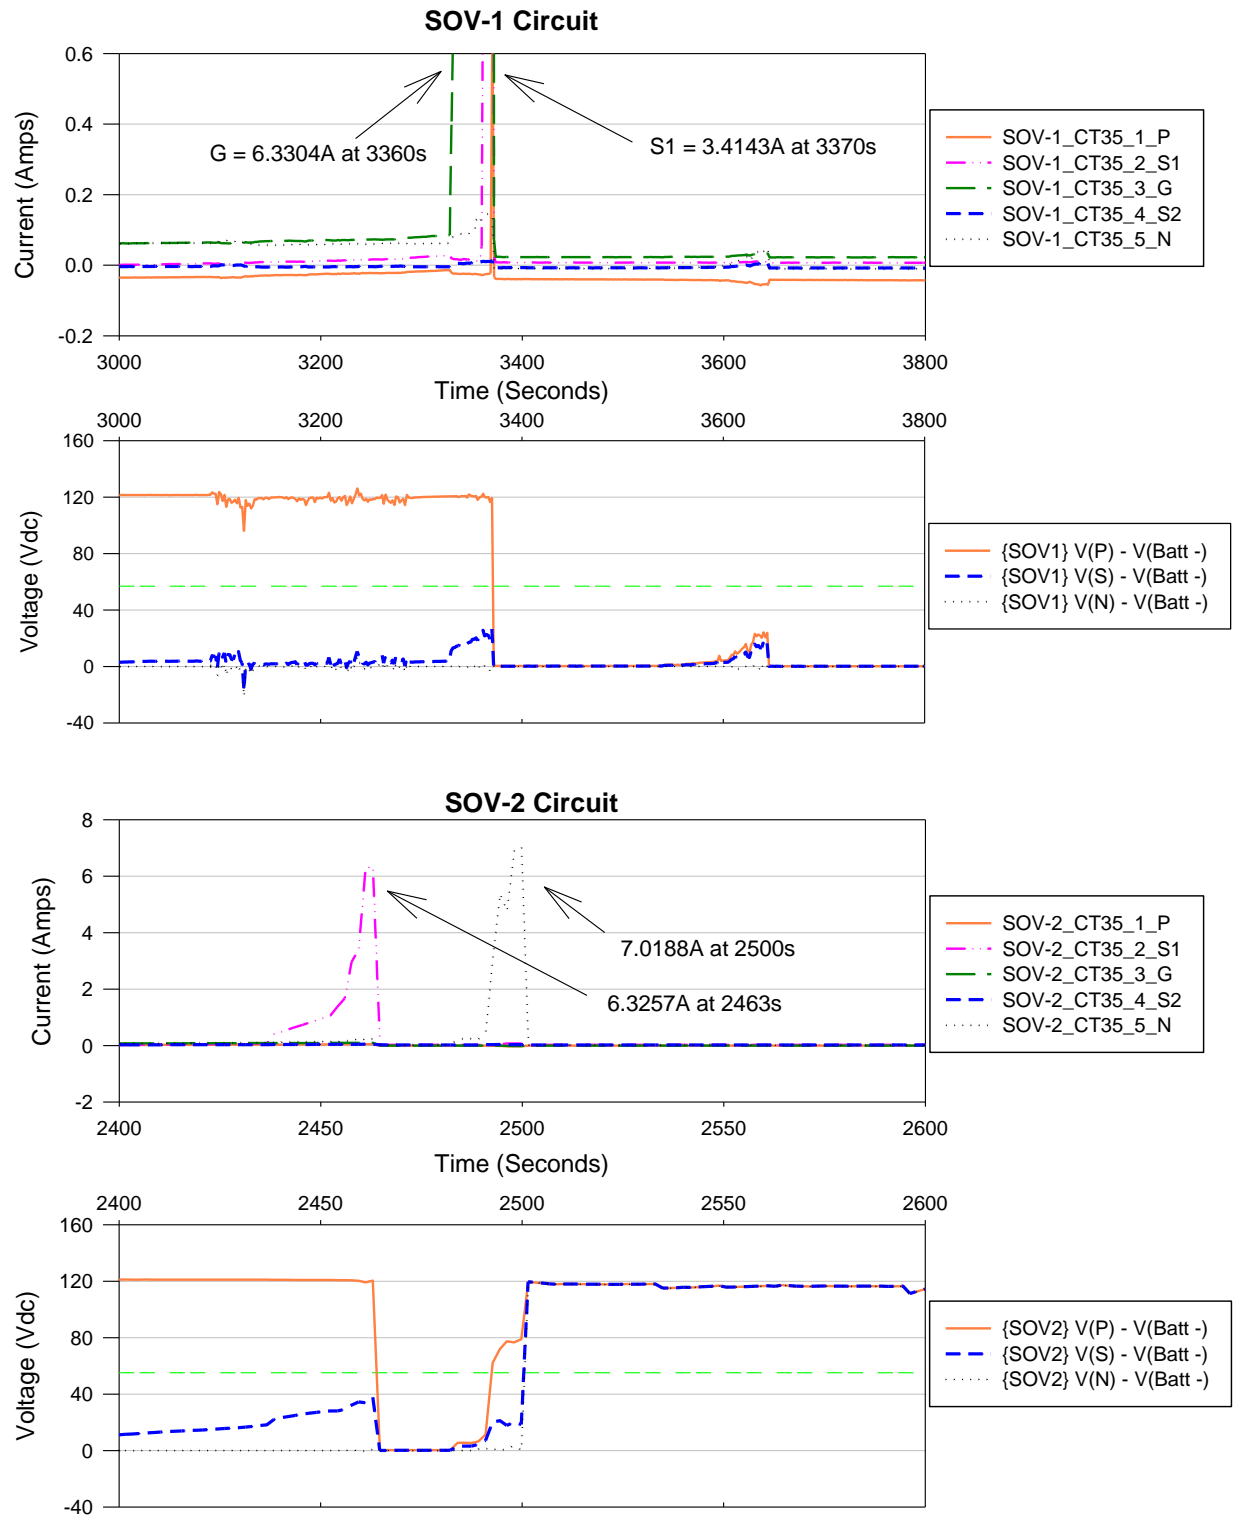 SOV-1 Circuit
0.6
0.4
0.2
0.0
-0.2
Current (Amps)
G = 6.3304A at 3360s
S1 = 3.4143A at 3370s
SOV-1_CT35_1_P
SOV-1_CT35_2_S1
SOV-1_CT35_3_G
SOV-1_CT35_4_S2
SOV-1_CT35_5_N
3000 3200 3400 3600 3800
Time (Seconds)
3000 3200 3400 3600 3800
160
120
80
40
0
-40
Voltage (Vdc)
{SOV1} V(P) - V(Batt -)
{SOV1} V(S) - V(Batt -)
{SOV1} V(N) - V(Batt -)
SOV-2 Circuit
8
6
4
2
0
-2
Current (Amps)
7.0188A at 2500s
6.3257A at 2463s
SOV-2_CT35_1_P
SOV-2_CT35_2_S1
SOV-2_CT35_3_G
SOV-2_CT35_4_S2
SOV-2_CT35_5_N
2400 2450 2500 2550 2600
Time (Seconds)
2400 2450 2500 2550 2600
160
120
80
40
0
-40
Voltage (Vdc)
{SOV2} V(P) - V(Batt -)
{SOV2} V(S) - V(Batt -)
{SOV2} V(N) - V(Batt -)